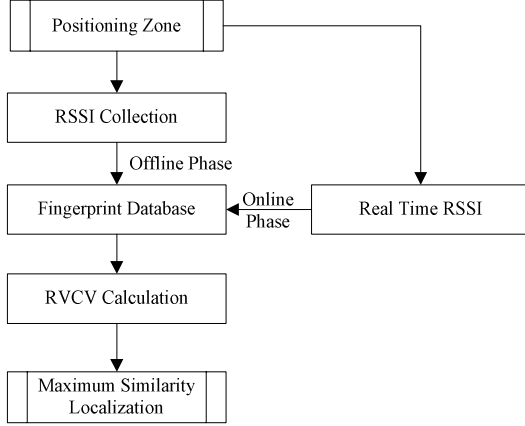 Positioning Zone
RSSI Collection
Offline Phase
Fingerprint Database
Online
Phase
Real Time RSSI
RVCV Calculation
Maximum Similarity
Localization